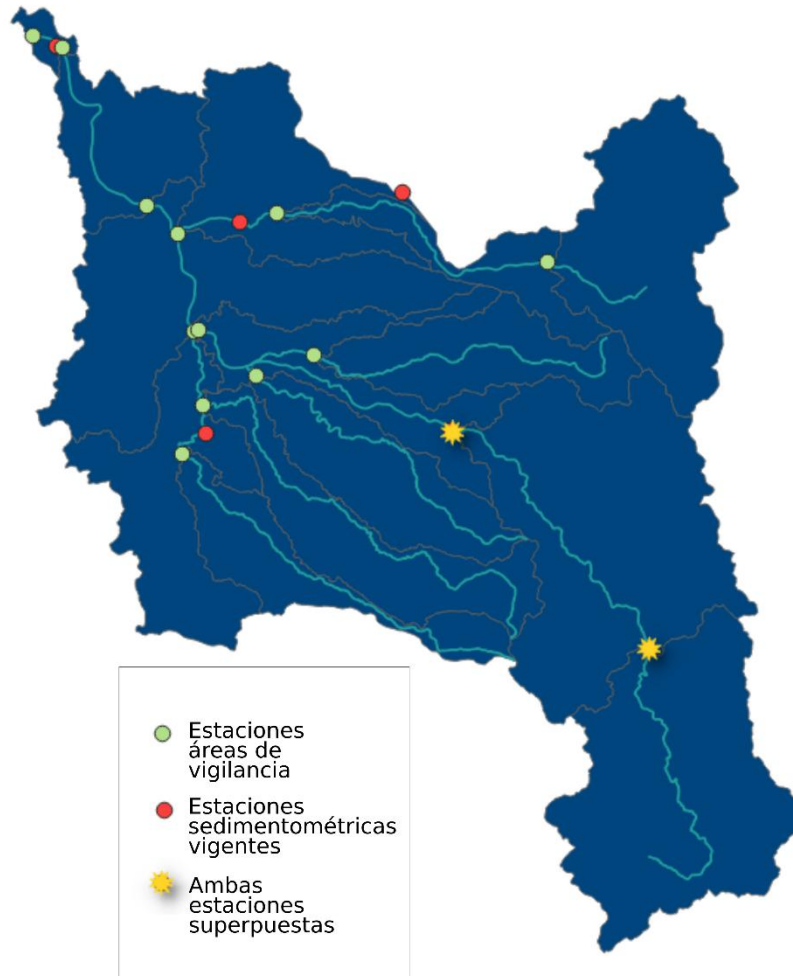 Estaciones
áreas de
vigilancia
Estaciones
sedimentométricas
vigentes
Ambas
estaciones
superpuestas